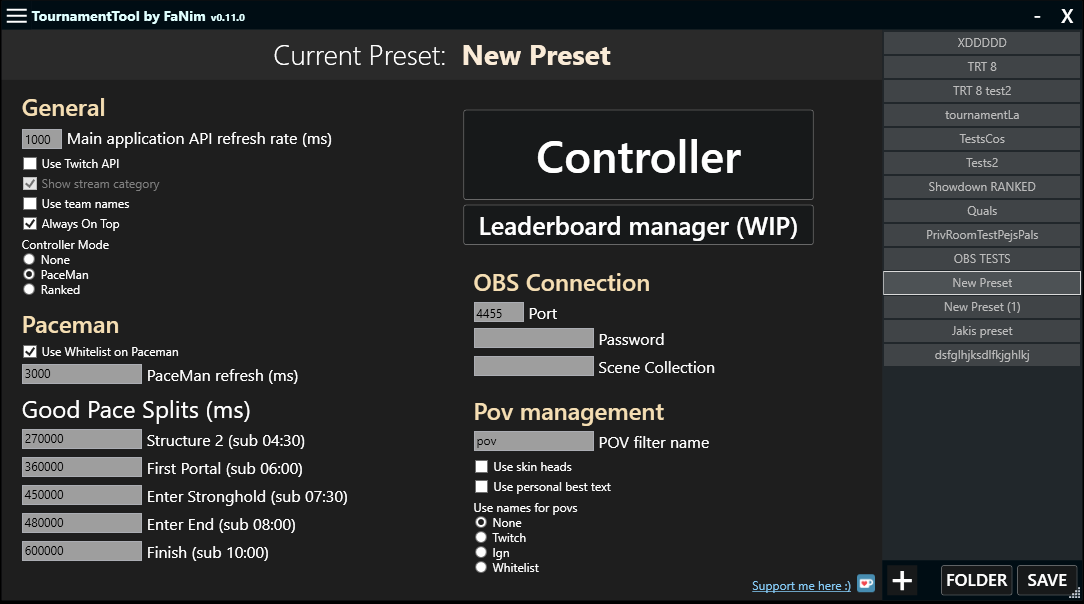 TournamentTool by FaNim v0.11.0
- X
Current Preset: New Preset
General
1000 Main application API refresh rate (ms)
Use Twitch API
Show stream category
Use team names
Always On Top
Controller Mode
None
PaceMan
Ranked
Paceman
Use Whitelist on Paceman
3000 PaceMan refresh (ms)
Good Pace Splits (ms)
270000 Structure 2 (sub 04:30)
360000 First Portal (sub 06:00)
450000 Enter Stronghold (sub 07:30)
480000 Enter End (sub 08:00)
600000 Finish (sub 10:00)
Controller
Leaderboard manager (WIP)
OBS Connection
4455 Port
Password
Scene Collection
Pov management
pov POV filter name
Use skin heads
Use personal best text
Use names for povs
None
Twitch
Ign
Whitelist
Support me here :)
XDDDDD
TRT 8
TRT 8 test2
tournamentLa
TestsCos
Tests2
Showdown RANKED
Quals
PrivRoomTestPejsPals
OBS TESTS
New Preset
New Preset (1)
Jakis preset
dsfglhjksdlfkjghlkj
+ FOLDER SAVE